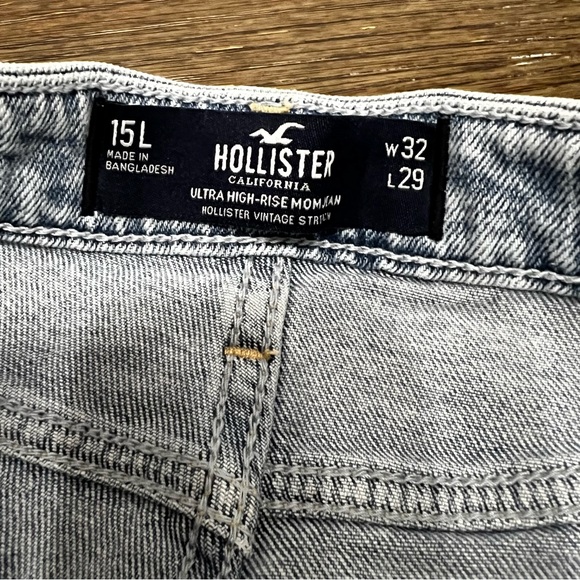 15L
MADE IN
BANGLADESH
HOLLISTER
CALIFORNIA
ULTRA HIGH-RISE MOM JEAN
HOLLISTER VINTAGE STRETCH
W32
L29